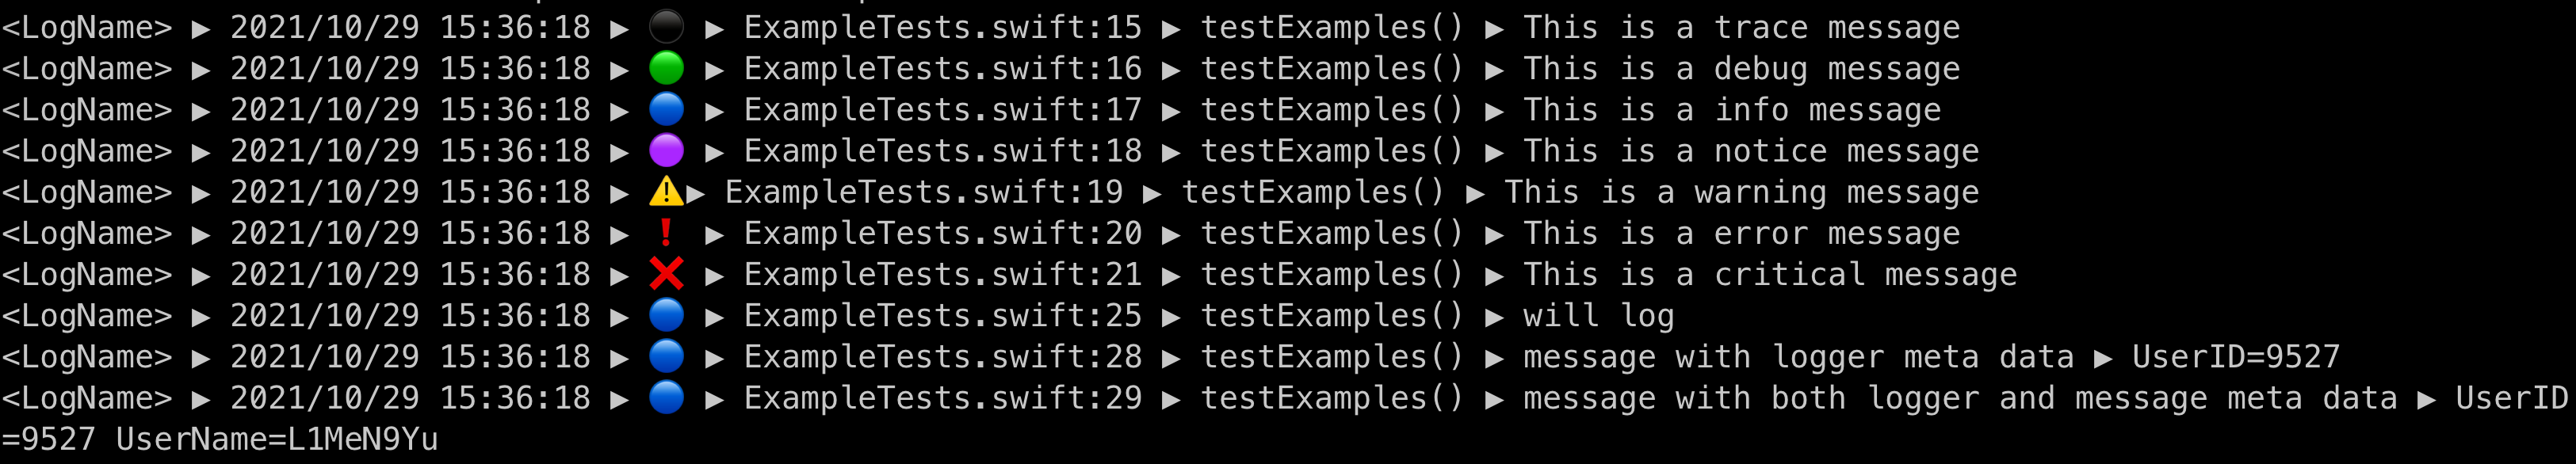 <LogName> ▶ 2021/10/29 15:36:18 ▶ ⚫ ▶ ExampleTests.swift:15 ▶ testExamples() ▶ This is a trace message
<LogName> ▶ 2021/10/29 15:36:18 ▶ 🟢 ▶ ExampleTests.swift:16 ▶ testExamples() ▶ This is a debug message
<LogName> ▶ 2021/10/29 15:36:18 ▶ 🔵 ▶ ExampleTests.swift:17 ▶ testExamples() ▶ This is a info message
<LogName> ▶ 2021/10/29 15:36:18 ▶ 🟣 ▶ ExampleTests.swift:18 ▶ testExamples() ▶ This is a notice message
<LogName> ▶ 2021/10/29 15:36:18 ▶ ⚠️▶ ExampleTests.swift:19 ▶ testExamples() ▶ This is a warning message
<LogName> ▶ 2021/10/29 15:36:18 ▶ ❗ ▶ ExampleTests.swift:20 ▶ testExamples() ▶ This is a error message
<LogName> ▶ 2021/10/29 15:36:18 ▶ ❌ ▶ ExampleTests.swift:21 ▶ testExamples() ▶ This is a critical message
<LogName> ▶ 2021/10/29 15:36:18 ▶ 🔵 ▶ ExampleTests.swift:25 ▶ testExamples() ▶ will log
<LogName> ▶ 2021/10/29 15:36:18 ▶ 🔵 ▶ ExampleTests.swift:28 ▶ testExamples() ▶ message with logger meta data ▶ UserID=9527
<LogName> ▶ 2021/10/29 15:36:18 ▶ 🔵 ▶ ExampleTests.swift:29 ▶ testExamples() ▶ message with both logger and message meta data ▶ UserID
=9527 UserName=L1MeN9Yu